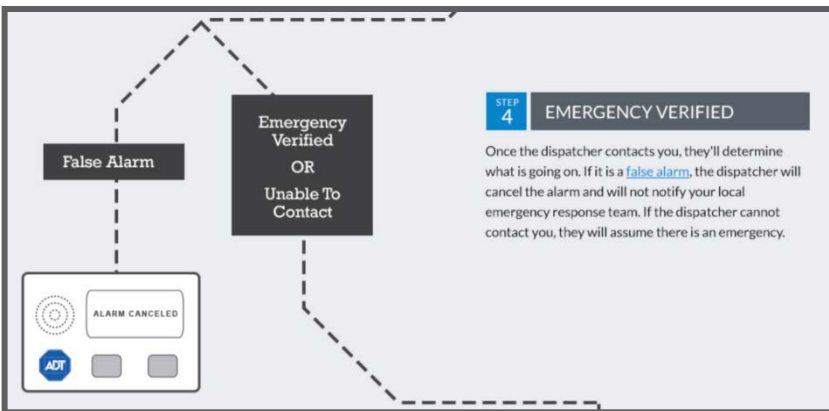 False Alarm
Emergency
Verified
OR
Unable To
Contact
ALARM CANCELED
ADT
STEP
4
EMERGENCY VERIFIED
Once the dispatcher contacts you, they'll determine
what is going on. If it is a false alarm, the dispatcher will
cancel the alarm and will not notify your local
emergency response team. If the dispatcher cannot
contact you, they will assume there is an emergency.